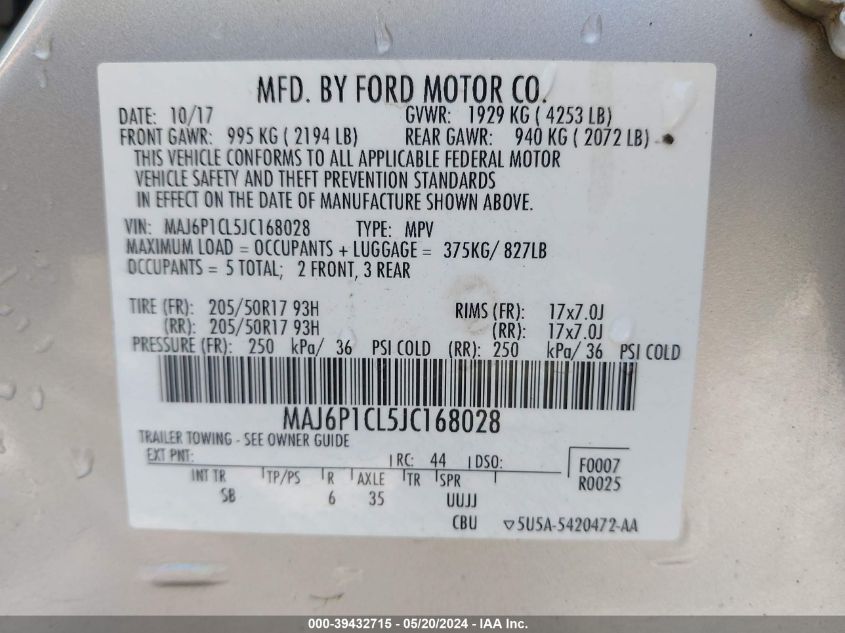 MFD. BY FORD MOTOR CO.
DATE: 10/17 GVWR: 1929 KG ( 4253 LB)
FRONT GAWR: 995 KG ( 2194 LB) REAR GAWR: 940 KG ( 2072 LB)
THIS VEHICLE CONFORMS TO ALL APPLICABLE FEDERAL MOTOR
VEHICLE SAFETY AND THEFT PREVENTION STANDARDS
IN EFFECT ON THE DATE OF MANUFACTURE SHOWN ABOVE.
VIN: MAJ6P1CL5JC168028 TYPE: MPV
MAXIMUM LOAD = OCCUPANTS + LUGGAGE = 375KG/ 827LB
OCCUPANTS = 5 TOTAL; 2 FRONT, 3 REAR
TIRE (FR): 205/50R17 93H RIMS (FR): 17x7.0J
(RR): 205/50R17 93H (RR): 17x7.0J
PRESSURE (FR): 250 kPa/ 36 PSI COLD (RR): 250 kPa/ 36 PSI COLD
MAJ6P1CL5JC168028
TRAILER TOWING - SEE OWNER GUIDE
EXT PNT: RC: 44 DSO: F0007
INT TR TP/PS R AXLE TR SPR R0025
SB 6 35 UUJJ
CBU ▽5U5A-5420472-AA
000-39432715 - 05/20/2024 - IAA Inc.